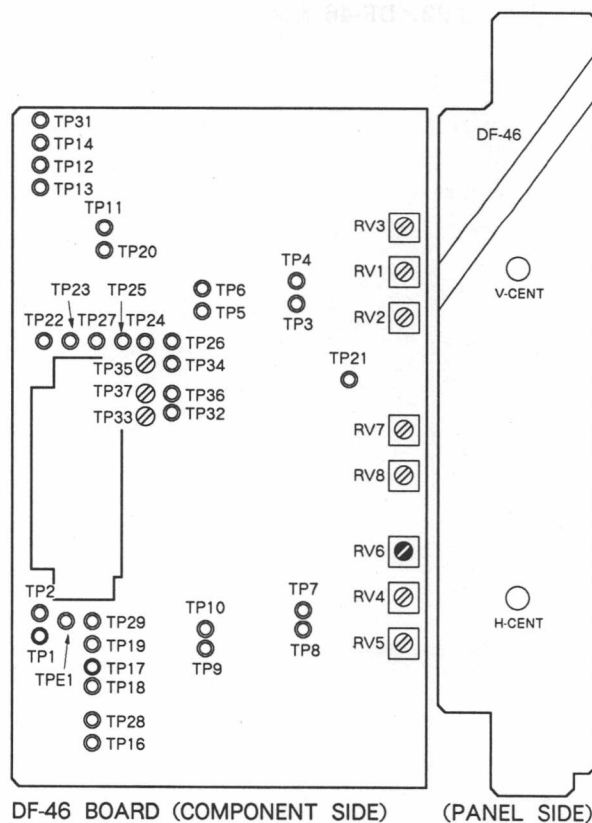 TP31
TP14
TP12
TP13
TP11
TP20
TP6
TP5
TP4
TP3
TP23
TP25
TP22
TP27
TP24
TP26
TP35
TP34
TP37
TP36
TP33
TP32
TP21
RV3
RV1
RV2
RV7
RV8
RV6
RV4
RV5
TP2
TP1
TPE1
TP29
TP19
TP17
TP18
TP28
TP16
TP10
TP9
TP7
TP8
DF-46 BOARD (COMPONENT SIDE)
DF-46
V-CENT
H-CENT
(PANEL SIDE)